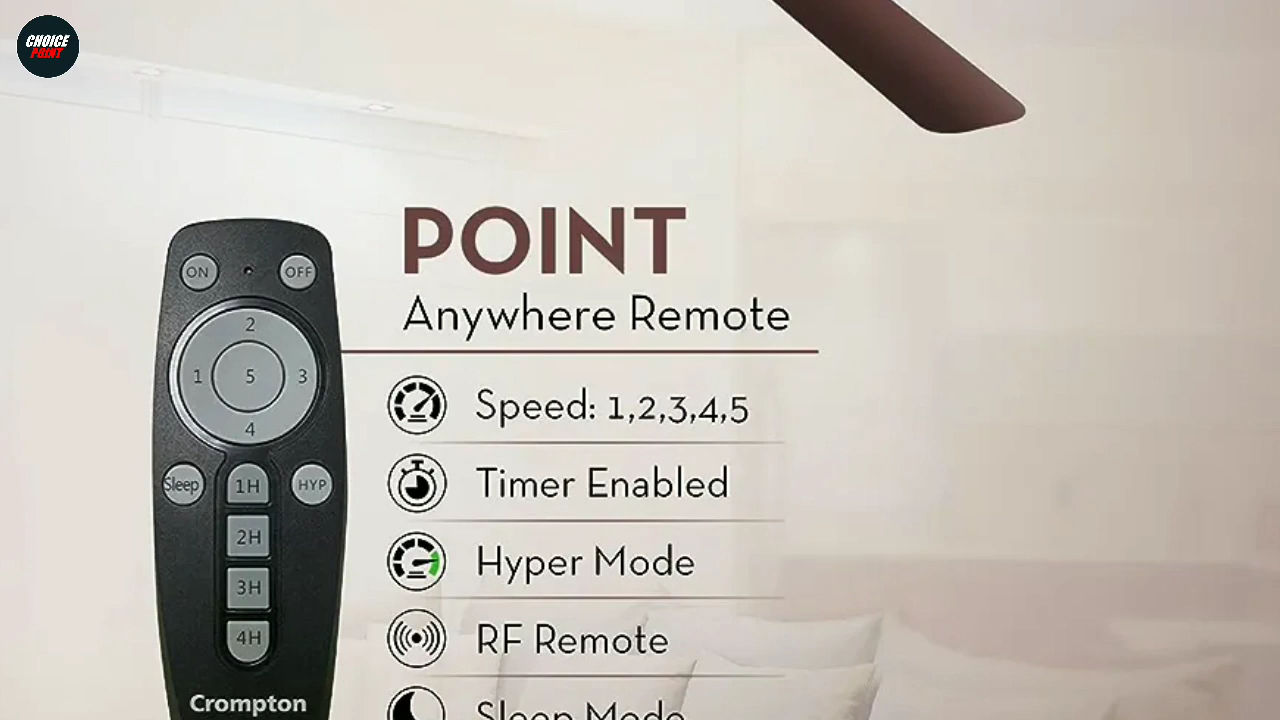 CHOICE
POINT
POINT
Anywhere Remote
Speed: 1,2,3,4,5
Timer Enabled
Hyper Mode
RF Remote
Sleep Mode
ON
OFF
2
1
5
3
4
Sleep
1H
HYP
2H
3H
4H
Crompton